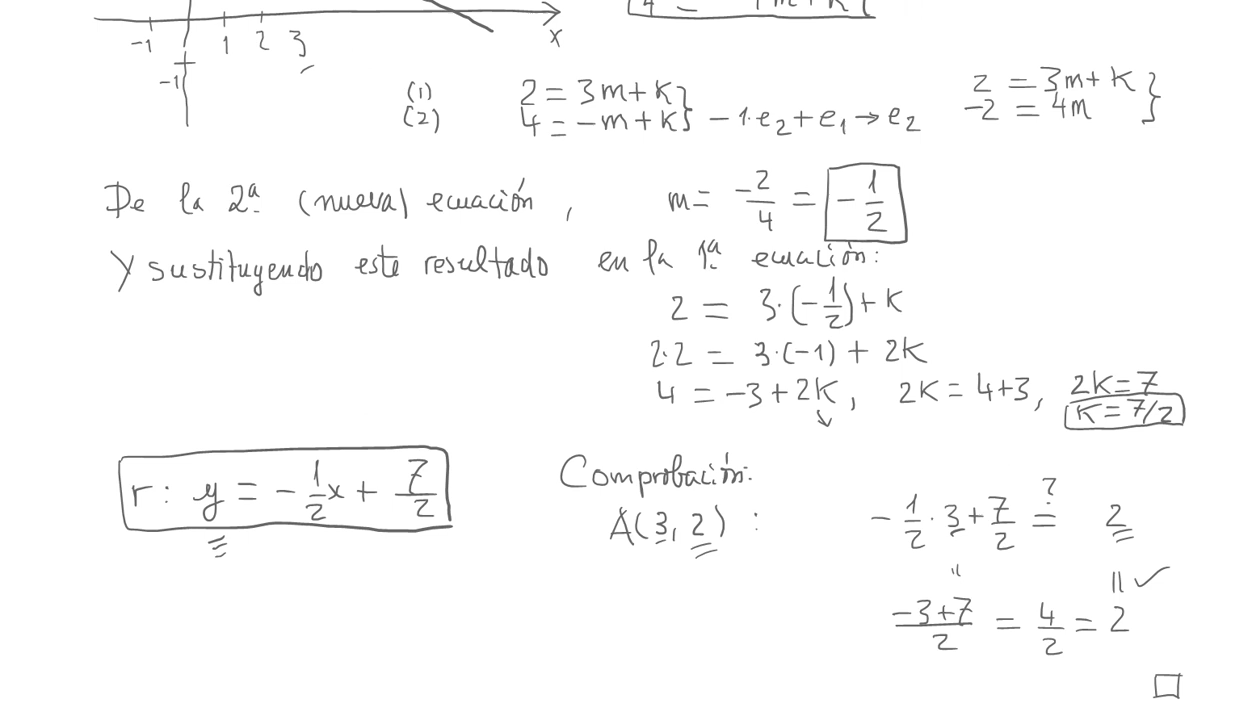 4 = -m+k
-1 1 2 3 x
-1
(1) 2 = 3m+k}
(2) 4 = -m+k} -1·e₂+e₁→e₂
2 = 3m+k}
-2 = 4m}
De la 2ª (nueva) ecuación, m = -2/4 = -1/2
Y sustituyendo este resultado en la 1ª ecuación:
2 = 3·(-1/2)+k
2·2 = 3·(-1) + 2k
4 = -3+2k, 2k = 4+3, 2k=7
k=7/2
r: y = -1/2x + 7/2
Comprobación:
A(3, 2): -1/2·3+7/2 =? 2
" || ✓
-3+7/2 = 4/2 = 2